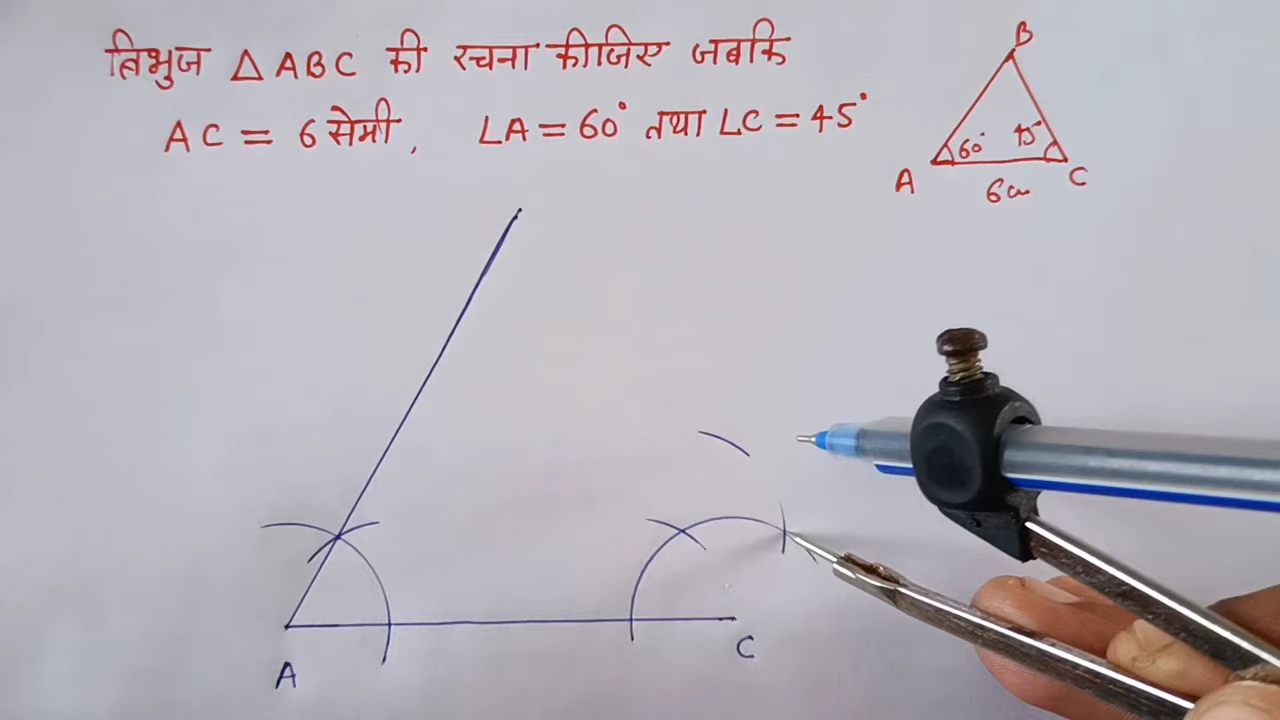 त्रिभुज △ABC की रचना कीजिए जबकि
AC = 6 सेमी, ∠A = 60° तथा ∠C = 45°
B
60° 45°
A C
6cm
A C